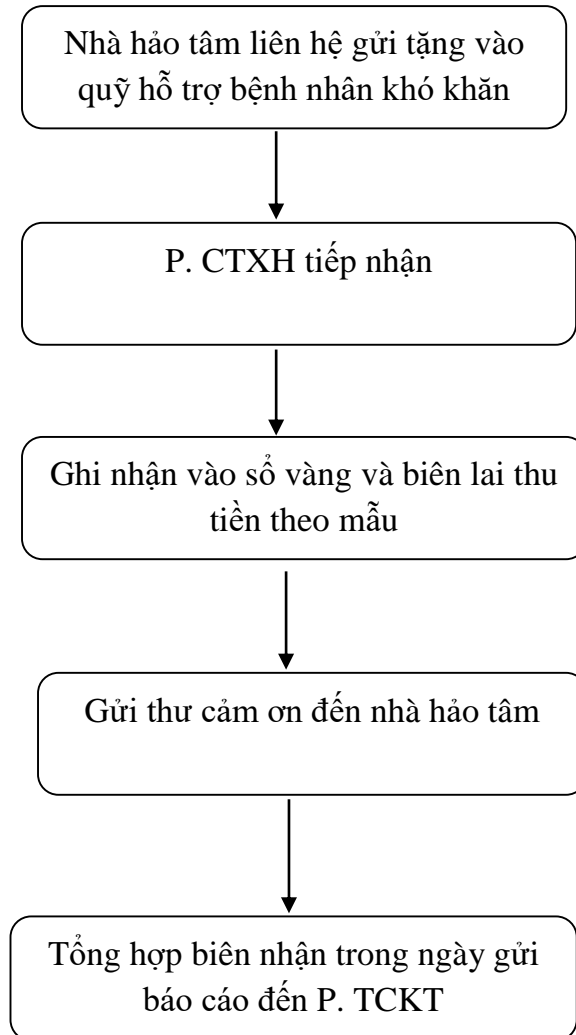 Nhà hảo tâm liên hệ gửi tặng vào
quỹ hỗ trợ bệnh nhân khó khăn
P. CTXH tiếp nhận
Ghi nhận vào sổ vàng và biên lai thu
tiền theo mẫu
Gửi thư cảm ơn đến nhà hảo tâm
Tổng hợp biên nhận trong ngày gửi
báo cáo đến P. TCKT